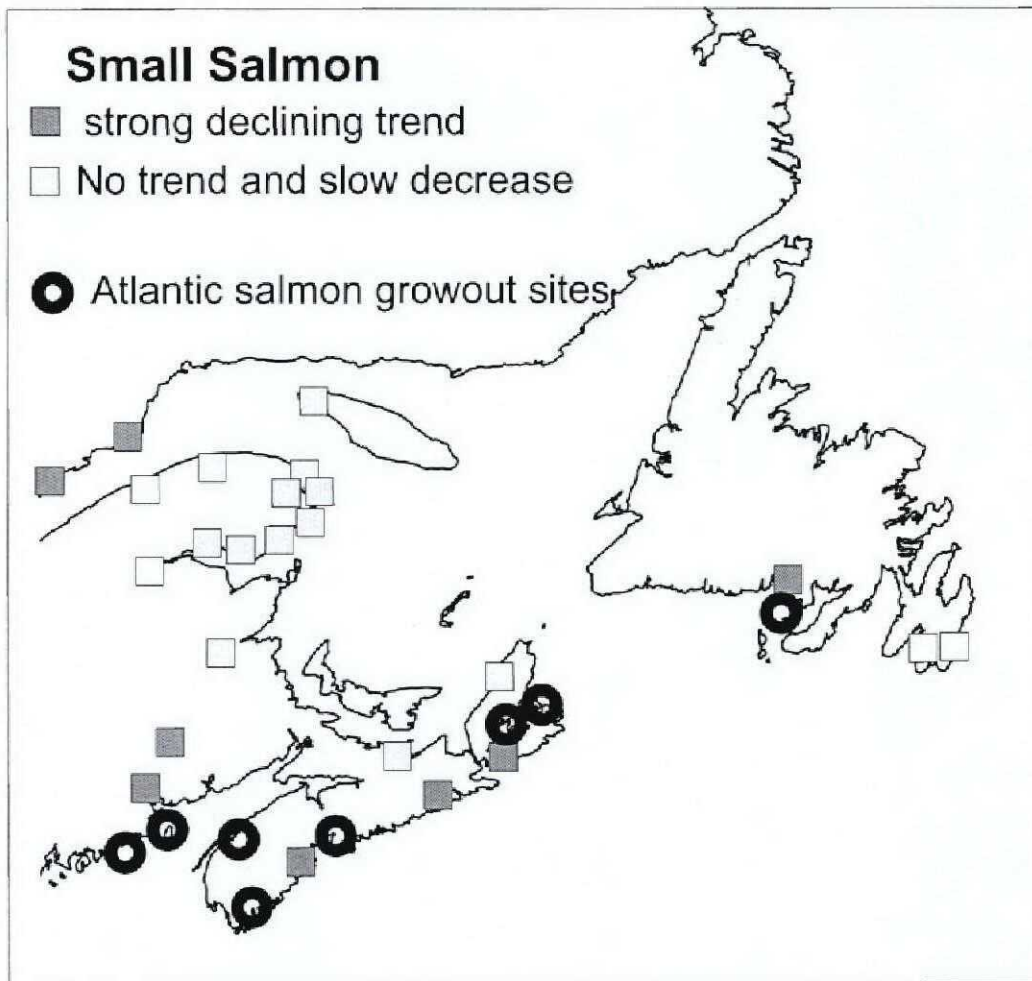 Small Salmon
strong declining trend
No trend and slow decrease
Atlantic salmon growout sites